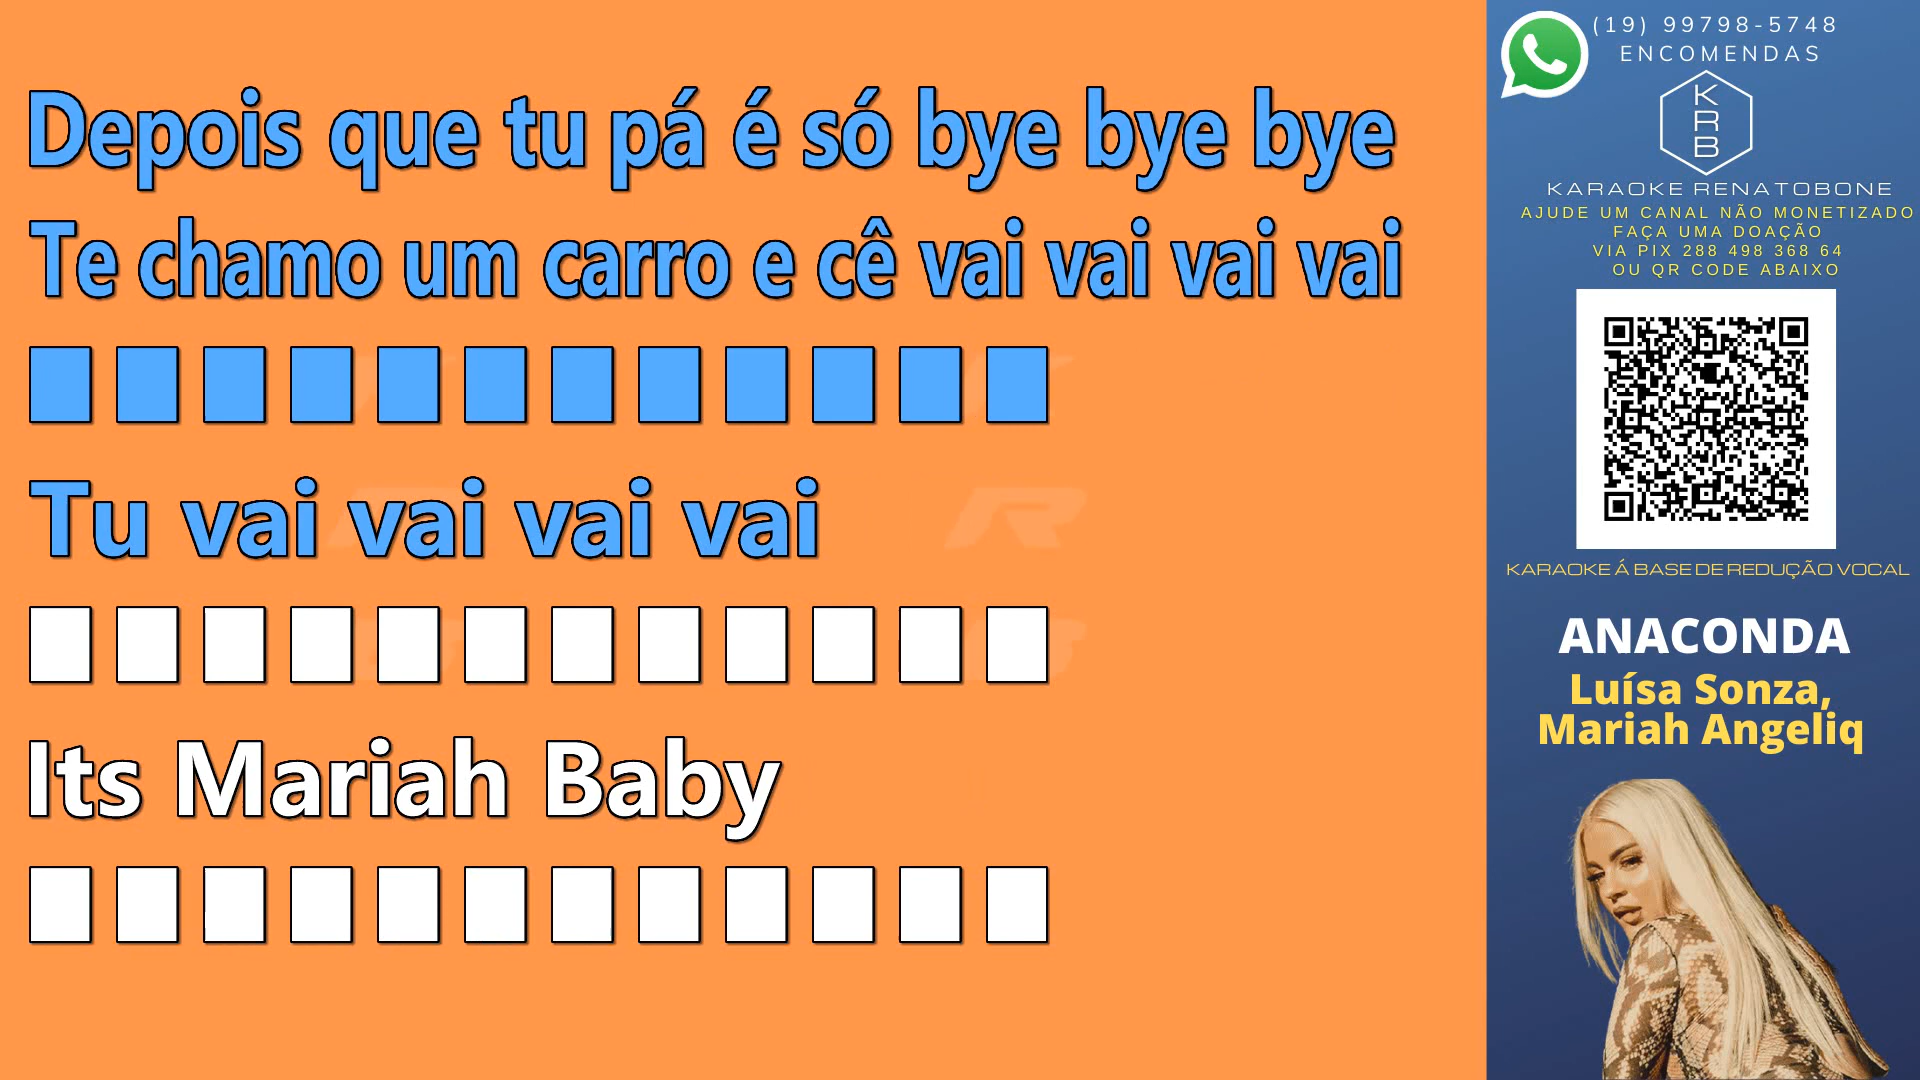 Depois que tu pá é só bye bye bye
Te chamo um carro e cê vai vai vai vai
Tu vai vai vai vai
Its Mariah Baby
(19) 99798-5748
ENCOMENDAS
K
R
B
KARAOKE RENATOBONE
AJUDE UM CANAL NÃO MONETIZADO
FAÇA UMA DOAÇÃO
VIA PIX 288 498 368 64
OU QR CODE ABAIXO
KARAOKE Á BASE DE REDUÇÃO VOCAL
ANACONDA
Luísa Sonza,
Mariah Angeliq